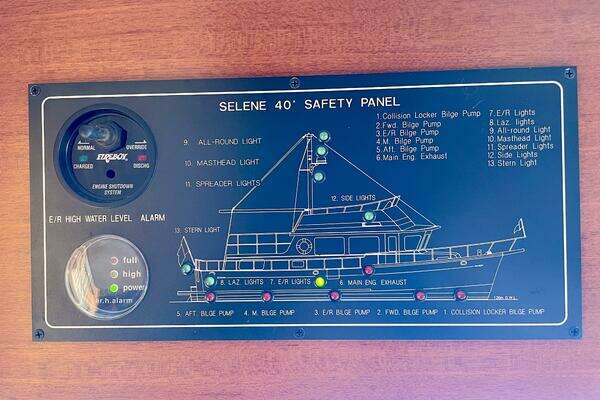 SELENE 40' SAFETY PANEL
NORMAL OVERRIDE
FIREBOY
CHARGED DISCHG
ENGINE SHUTDOWN
SYSTEM
E/R HIGH WATER LEVEL ALARM
full
high
power
r.h.alarm
9. ALL-ROUND LIGHT
10. MASTHEAD LIGHT
11. SPREADER LIGHTS
12. SIDE LIGHTS
13. STERN LIGHT
8. LAZ. LIGHTS 7. E/R LIGHTS 6. MAIN ENG. EXHAUST
5. AFT. BILGE PUMP 4. M. BILGE PUMP 3. E/R BILGE PUMP 2. FWD. BILGE PUMP 1. COLLISION LOCKER BILGE PUMP
1.Collision Locker Bilge Pump
2. Fwd. Bilge Pump
3. E/R Bilge Pump
4. M. Bilge Pump
5. Aft. Bilge Pump
6.Main Eng. Exhaust
7. E/R Lights
8. Laz. lights
9. All-round Light
10. Masthead Light
11. Spreader Lights
12. Side Lights
13. Stern Light